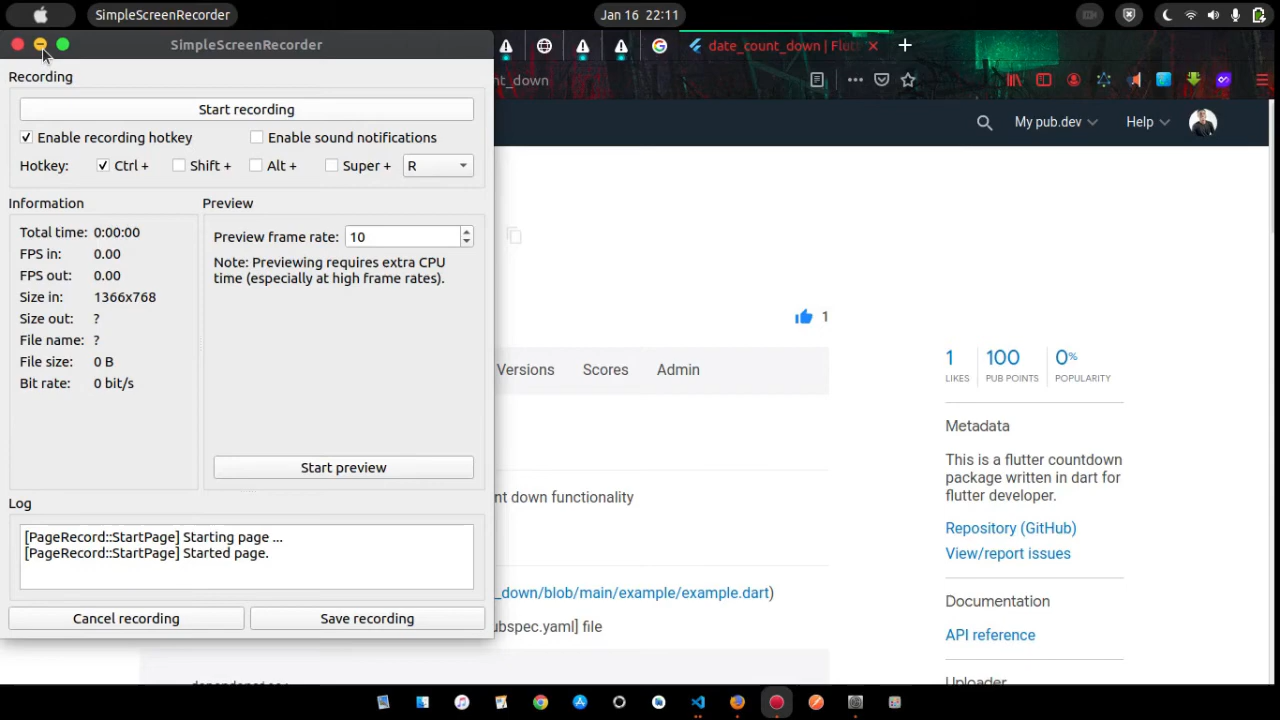 SimpleScreenRecorder
Jan 16 22:11
SimpleScreenRecorder
date_count_down | Flut
nt_down
Recording
Start recording
Enable recording hotkey
Enable sound notifications
Hotkey:
Ctrl +
Shift +
Alt +
Super +
R
My pub.dev
Help
Information
Total time: 0:00:00
FPS in: 0.00
FPS out: 0.00
Size in: 1366x768
Size out: ?
File name: ?
File size: 0 B
Bit rate: 0 bit/s
Preview
Preview frame rate: 10
Note: Previewing requires extra CPU
time (especially at high frame rates).
Start preview
Log
[PageRecord::StartPage] Starting page ...
[PageRecord::StartPage] Started page.
Cancel recording
Save recording
1
Versions
Scores
Admin
nt down functionality
_down/blob/main/example/example.dart)
ubspec.yaml] file
1
LIKES
100
PUB POINTS
0%
POPULARITY
Metadata
This is a flutter countdown
package written in dart for
flutter developer.
Repository (GitHub)
View/report issues
Documentation
API reference
Uploader